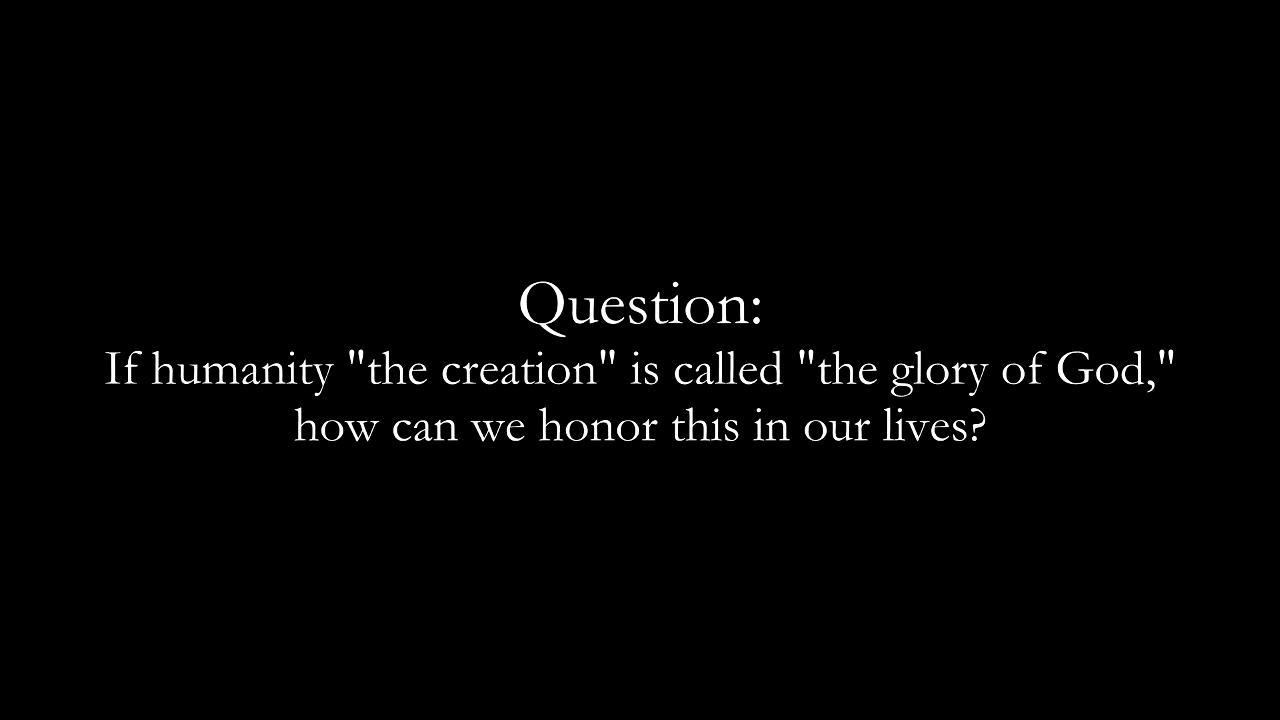 Question:
If humanity "the creation" is called "the glory of God,"
how can we honor this in our lives?